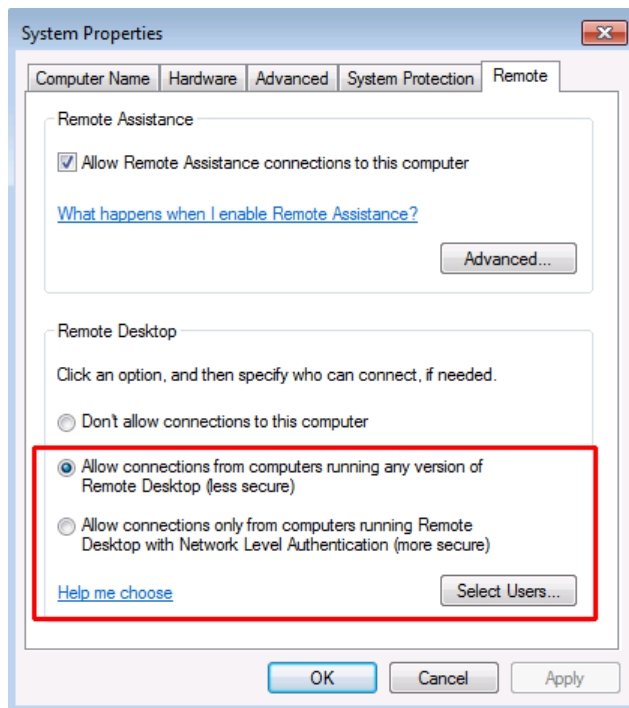 System Properties
Computer Name
Hardware
Advanced
System Protection
Remote
Remote Assistance
Allow Remote Assistance connections to this computer
What happens when I enable Remote Assistance?
Advanced...
Remote Desktop
Click an option, and then specify who can connect, if needed.
Don't allow connections to this computer
Allow connections from computers running any version of
Remote Desktop (less secure)
Allow connections only from computers running Remote
Desktop with Network Level Authentication (more secure)
Help me choose
Select Users...
OK
Cancel
Apply